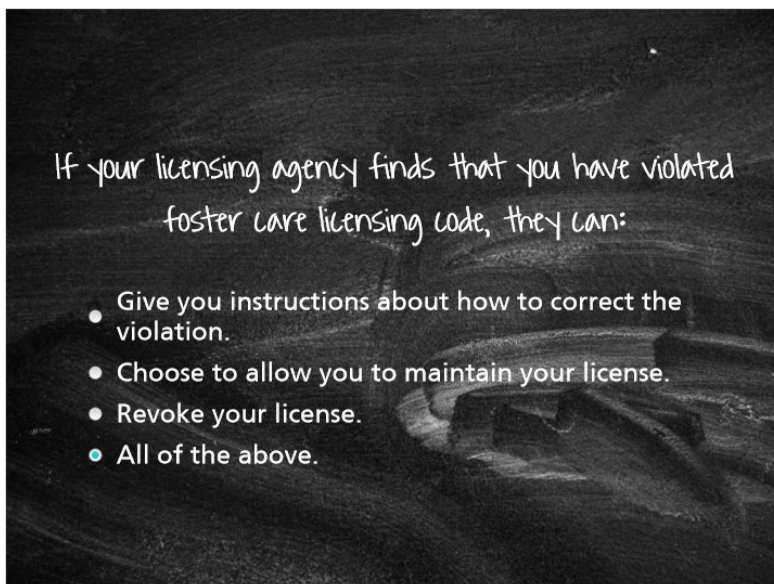 If your licensing agency finds that you have violated
foster care licensing code, they can:
Give you instructions about how to correct the
violation.
Choose to allow you to maintain your license.
Revoke your license.
All of the above.